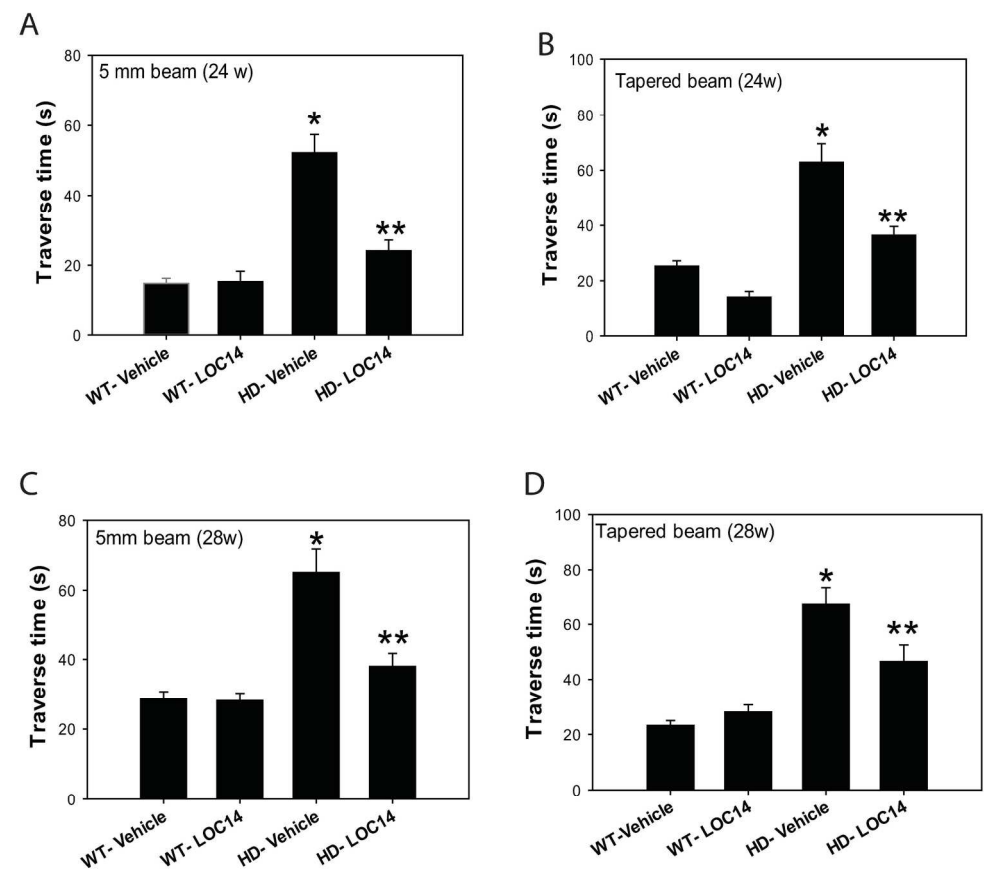 A
5 mm beam (24 w)
Traverse time (s)
80
60
40
20
0
*
**
WT- Vehicle
WT- LOC14
HD- Vehicle
HD- LOC14
B
Tapered beam (24w)
Traverse time (s)
100
80
60
40
20
0
*
**
WT- Vehicle
WT- LOC14
HD- Vehicle
HD- LOC14
C
5mm beam (28w)
Traverse time (s)
80
60
40
20
0
*
**
WT- Vehicle
WT- LOC14
HD- Vehicle
HD- LOC14
D
Tapered beam (28w)
Traverse time (s)
100
80
60
40
20
0
*
**
WT-Vehicle
WT- LOC14
HD- Vehicle
HD- LOC14